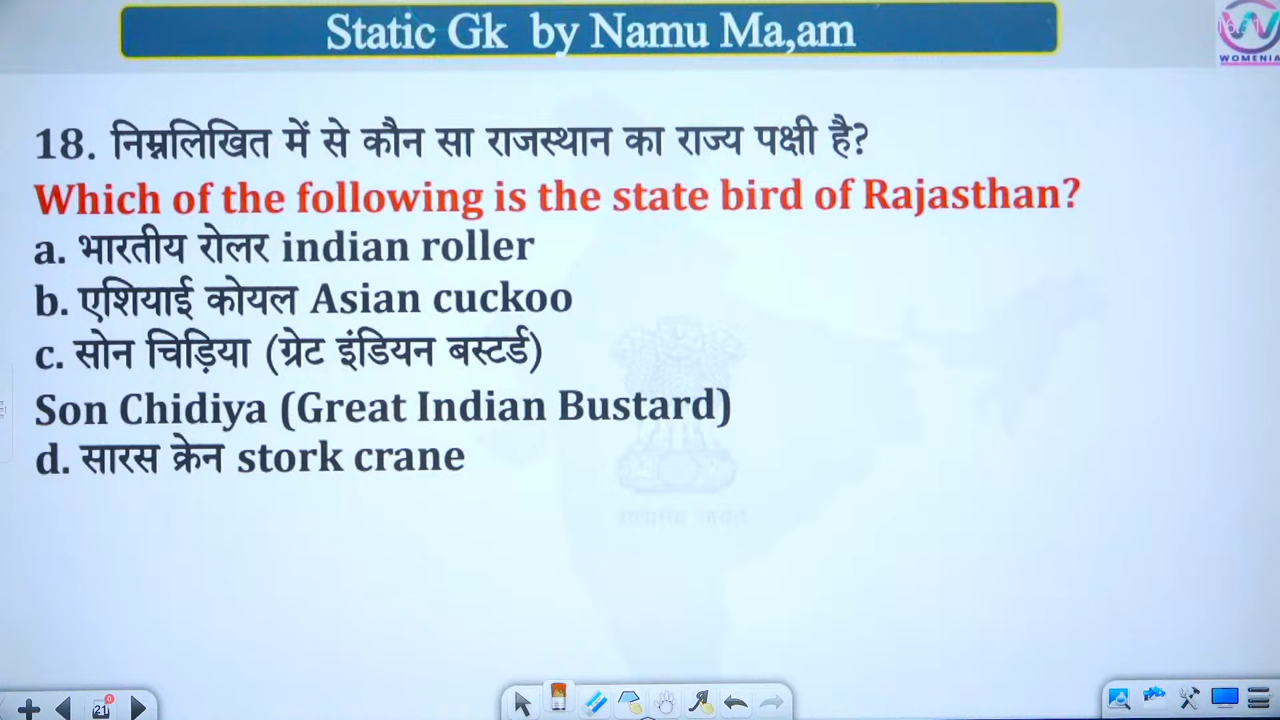 Static Gk by Namu Ma,am
WOMENIA
18. निम्नलिखित में से कौन सा राजस्थान का राज्य पक्षी है?
Which of the following is the state bird of Rajasthan?
a. भारतीय रोलर indian roller
b. एशियाई कोयल Asian cuckoo
c. सोन चिड़िया (ग्रेट इंडियन बस्टर्ड)
Son Chidiya (Great Indian Bustard)
d. सारस क्रेन stork crane
21